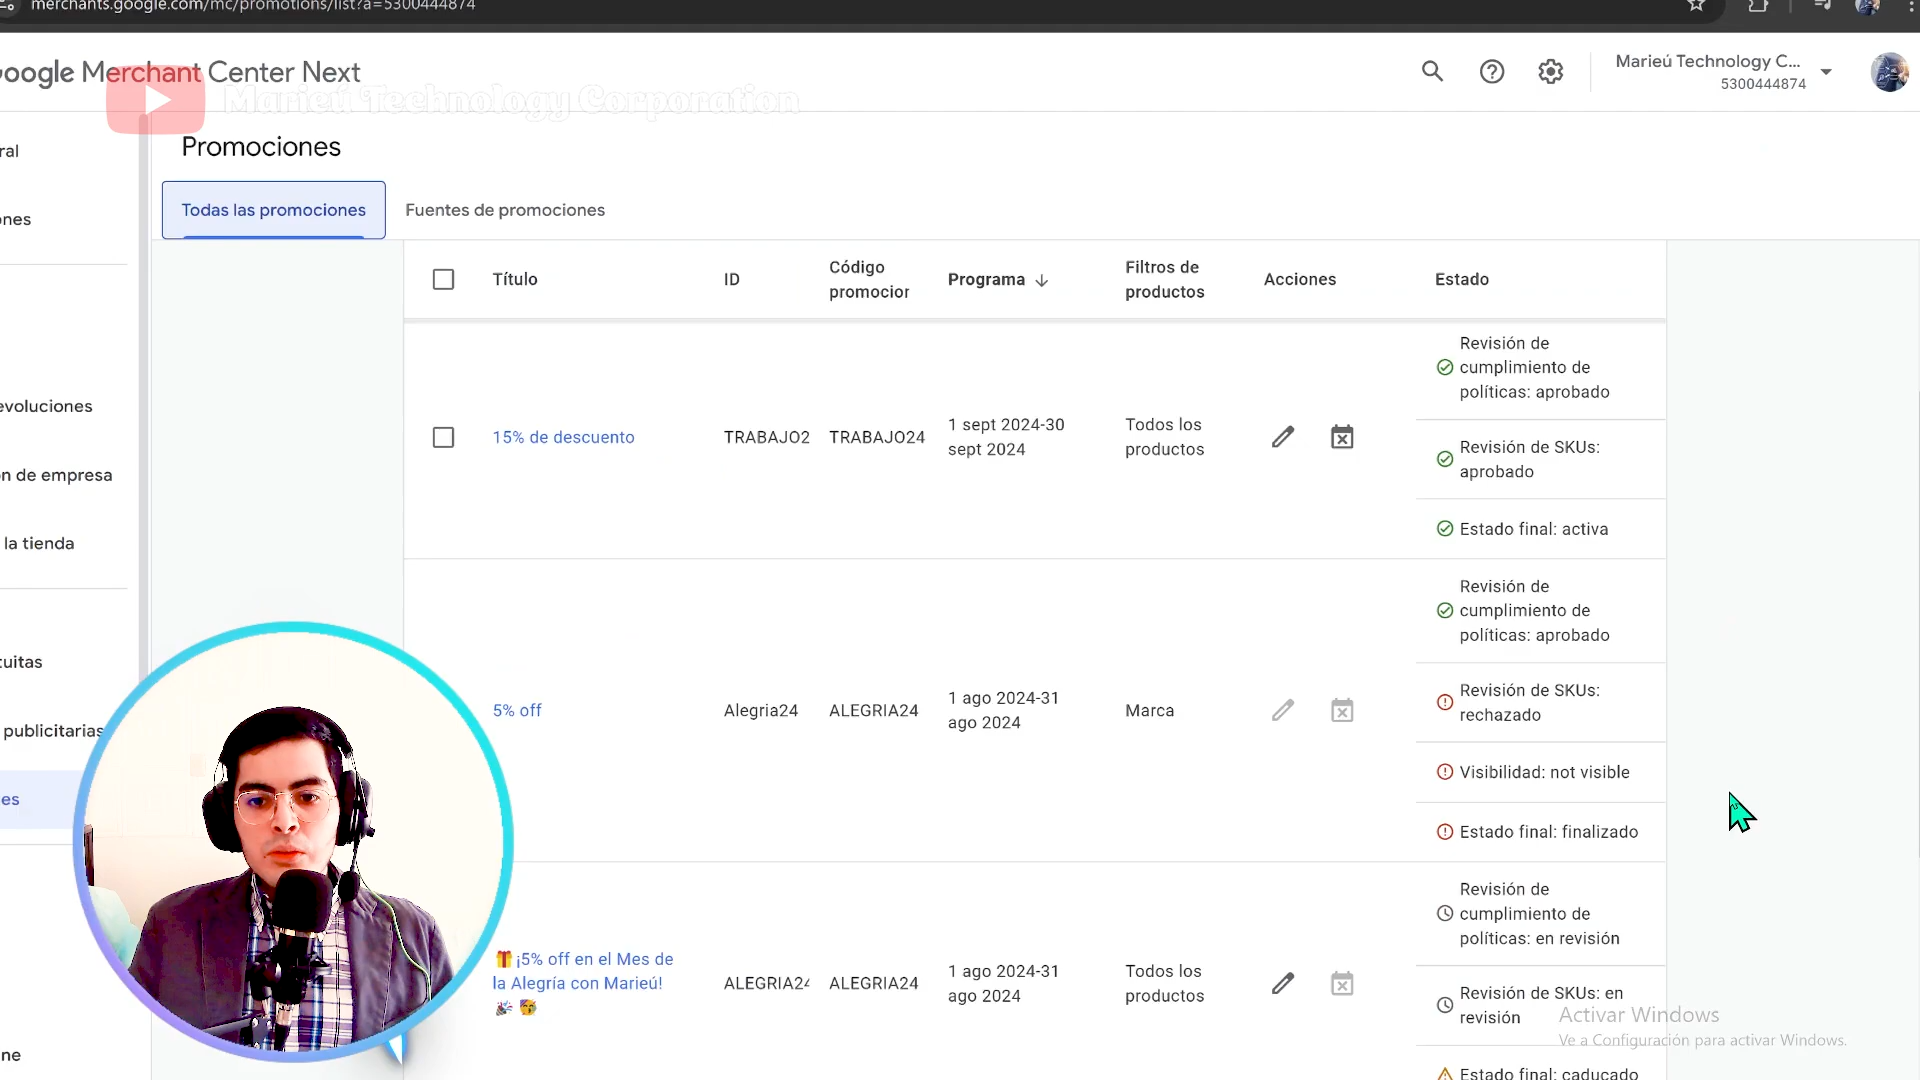 merchants.google.com/mc/promotions/list?a=5300444874
oogle Merchant Center Next
Marieú Technology C...
5300444874
Marieú Technology Corporation
Promociones
Todas las promociones
Fuentes de promociones
ral
ones
evoluciones
n de empresa
la tienda
tuitas
publicitarias
es
ne
Título
ID
Código
promocior
Programa
Filtros de
productos
Acciones
Estado
15% de descuento
TRABAJO2
TRABAJO24
1 sept 2024-30
sept 2024
Todos los
productos
Revisión de
cumplimiento de
políticas: aprobado
Revisión de SKUs:
aprobado
Estado final: activa
5% off
Alegria24
ALEGRIA24
1 ago 2024-31
ago 2024
Marca
Revisión de
cumplimiento de
políticas: aprobado
Revisión de SKUs:
rechazado
Visibilidad: not visible
Estado final: finalizado
🎁¡5% off en el Mes de
la Alegría con Marieú!
🎉 🥳
ALEGRIA24
ALEGRIA24
1 ago 2024-31
ago 2024
Todos los
productos
Revisión de
cumplimiento de
políticas: en revisión
Revisión de SKUs: en
revisión
Estado final: caducado
Activar Windows
Ve a Configuración para activar Windows.